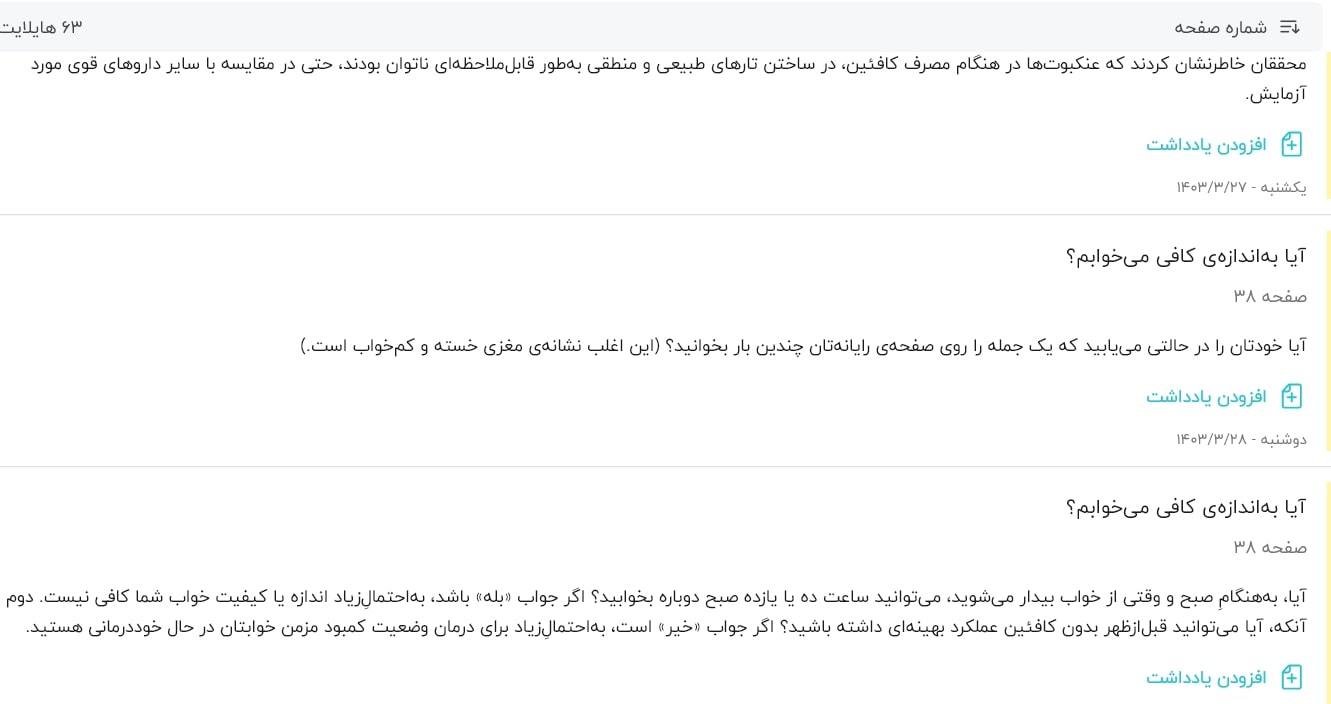 شماره صفحه
۶۳ هایلایت
محققان خاطرنشان کردند که عنکبوت‌ها در هنگام مصرف کافئین، در ساختن تارهای طبیعی و منطقی به‌طور قابل‌ملاحظه‌ای ناتوان بودند، حتی در مقایسه با سایر داروهای قوی مورد
آزمایش.
افزودن یادداشت
یکشنبه - ۱۴۰۳/۳/۲۷
آیا به‌اندازه‌ی کافی می‌خوابم؟
صفحه ۳۸
آیا خودتان را در حالتی می‌یابید که یک جمله را روی صفحه‌ی رایانه‌تان چندین بار بخوانید؟ (این اغلب نشانه‌ی مغزی خسته و کم‌خواب است.)
افزودن یادداشت
دوشنبه - ۱۴۰۳/۳/۲۸
آیا به‌اندازه‌ی کافی می‌خوابم؟
صفحه ۳۸
آیا، به‌هنگامِ صبح و وقتی از خواب بیدار می‌شوید، می‌توانید ساعت ده یا یازده صبح دوباره بخوابید؟ اگر جواب «بله» باشد، به‌احتمالِ‌زیاد اندازه یا کیفیت خواب شما کافی نیست. دوم
آنکه، آیا می‌توانید قبل‌ازظهر بدون کافئین عملکرد بهینه‌ای داشته باشید؟ اگر جواب «خیر» است، به‌احتمالِ‌زیاد برای درمان وضعیت کمبود مزمن خوابتان در حال خوددرمانی هستید.
افزودن یادداشت